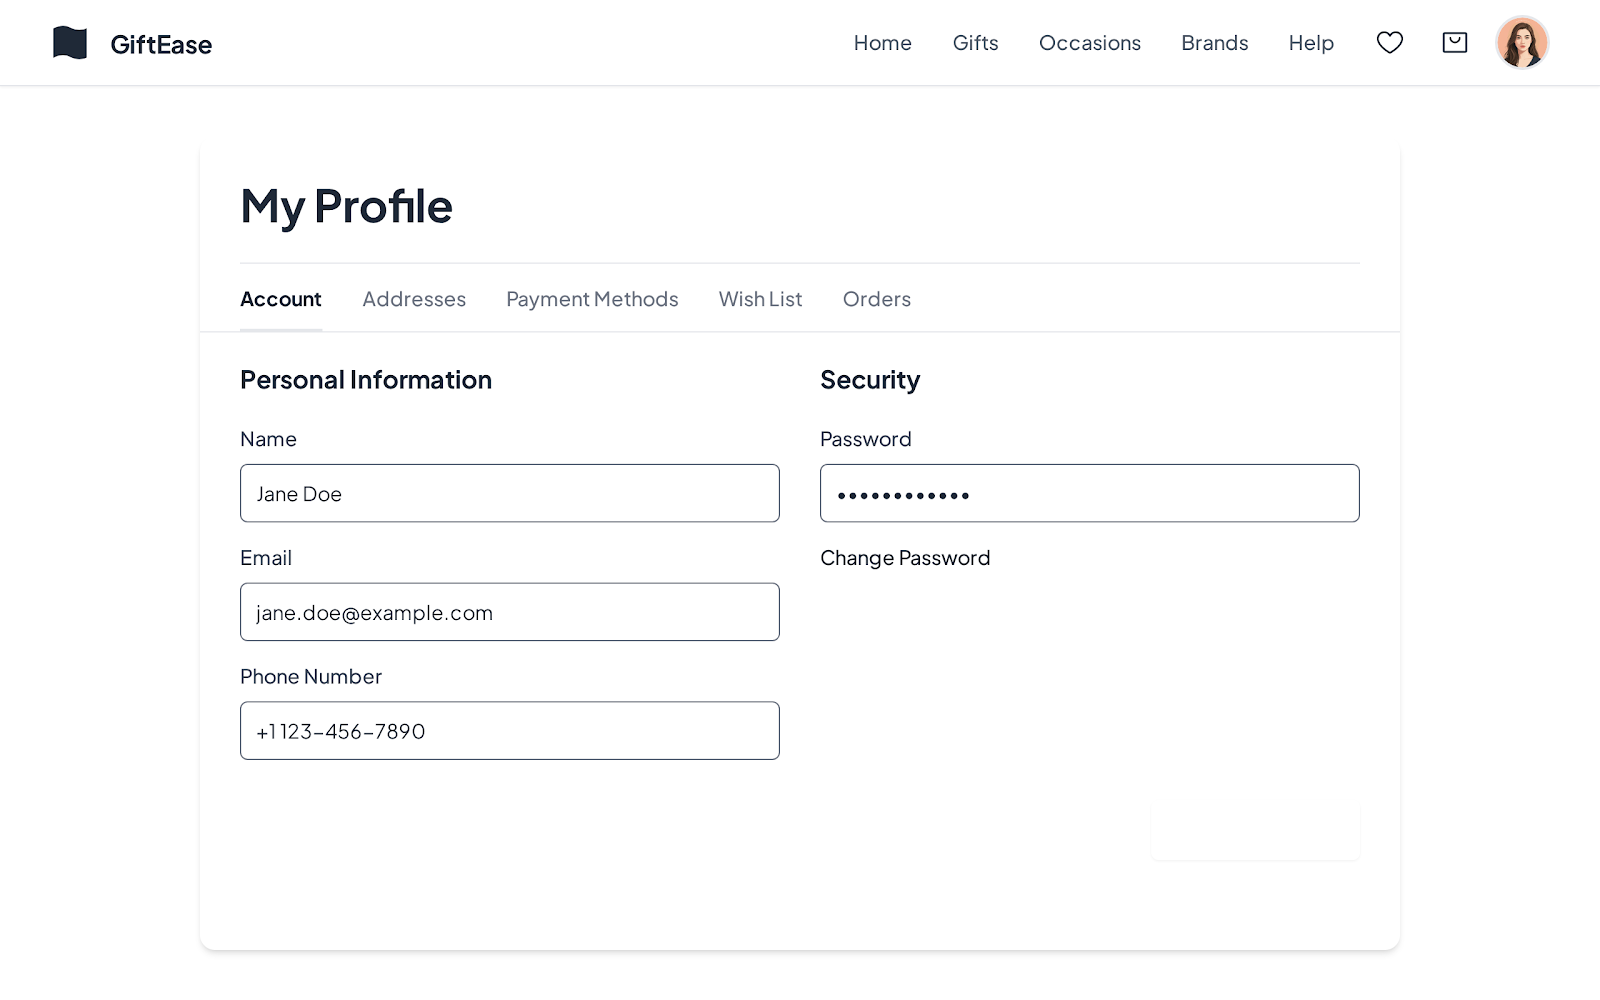 GiftEase
Home Gifts Occasions Brands Help
My Profile
Account Addresses Payment Methods Wish List Orders
Personal Information
Name
Jane Doe
Email
jane.doe@example.com
Phone Number
+1 123-456-7890
Security
Password
••••••••••••
Change Password